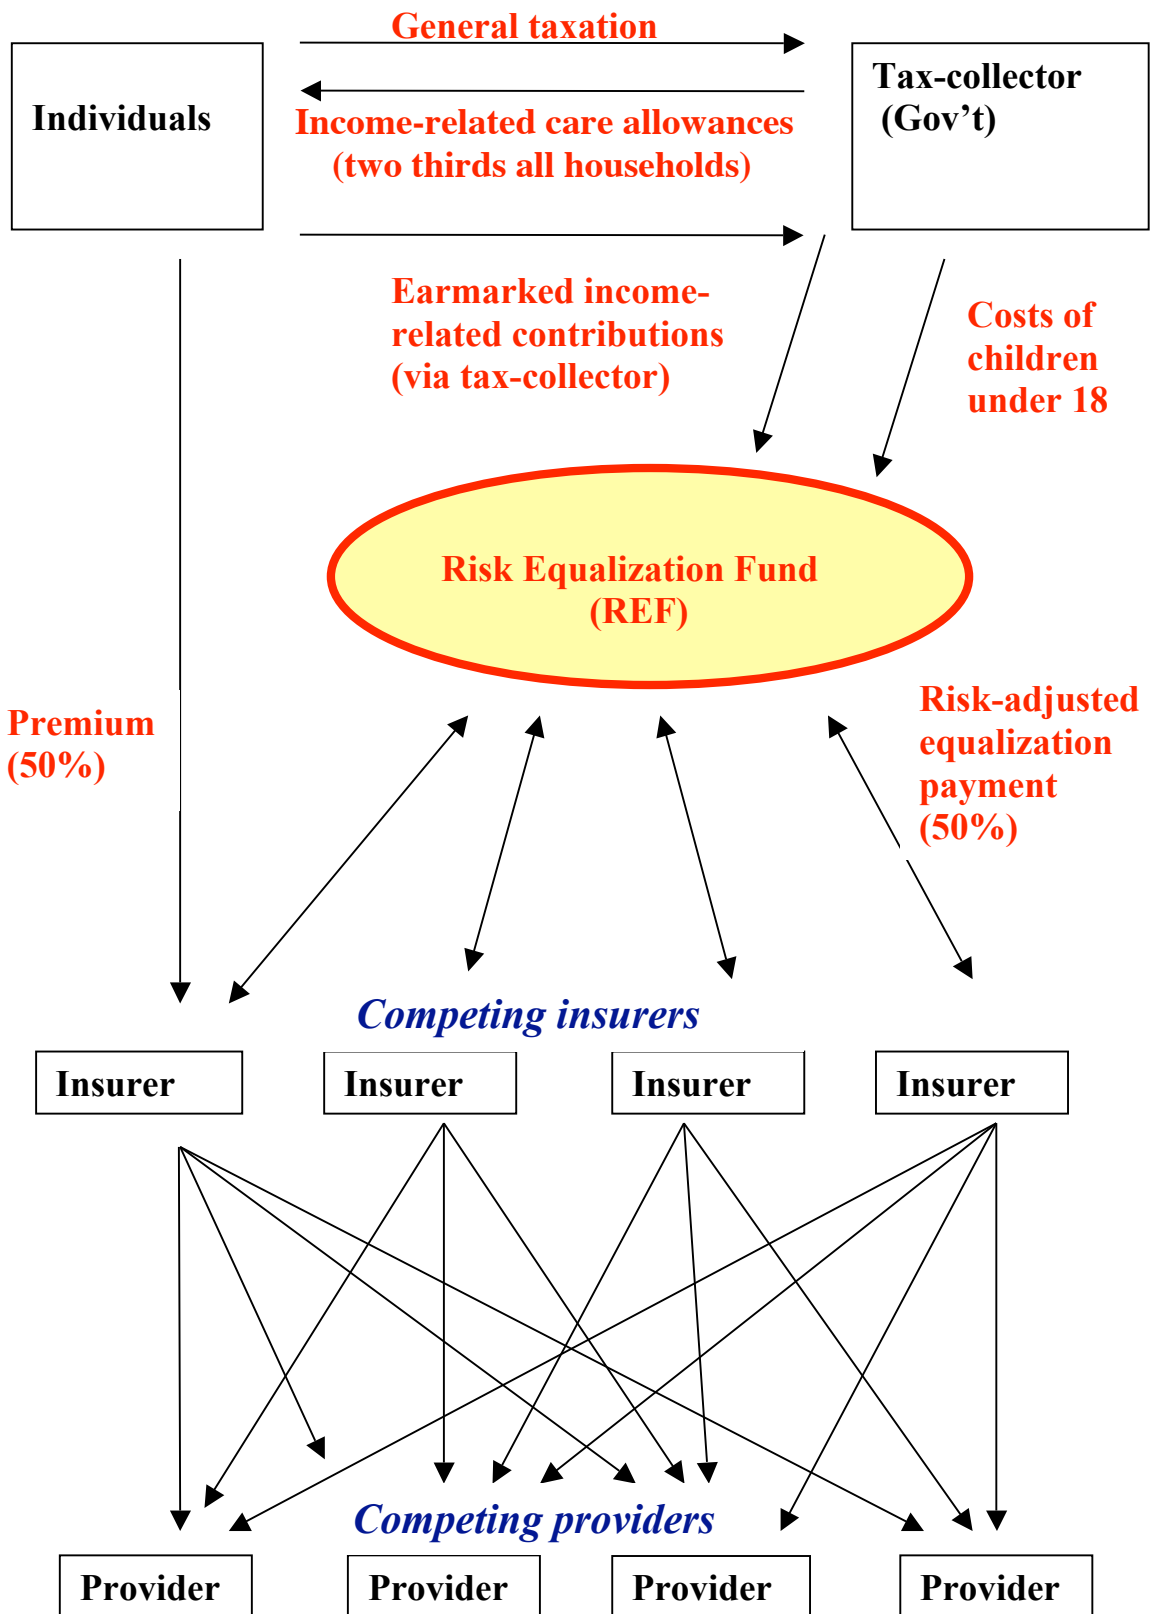 General taxation
Individuals
Tax-collector
(Gov’t)
Income-related care allowances
(two thirds all households)
Earmarked income-
related contributions
(via tax-collector)
Costs of
children
under 18
Risk Equalization Fund
(REF)
Premium
(50%)
Risk-adjusted
equalization
payment
(50%)
Competing insurers
Insurer
Insurer
Insurer
Insurer
Competing providers
Provider
Provider
Provider
Provider